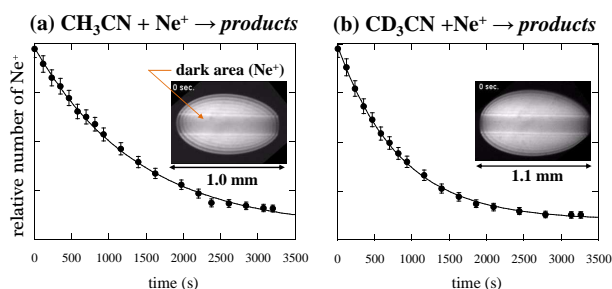 (a) CH₃CN + Ne⁺ → products
(b) CD₃CN +Ne⁺ → products
relative number of Ne⁺
dark area (Ne⁺)
0 sec.
1.0 mm
0 sec.
1.1 mm
0 500 1000 1500 2000 2500 3000 3500
0 500 1000 1500 2000 2500 3000 3500
time (s)
time (s)